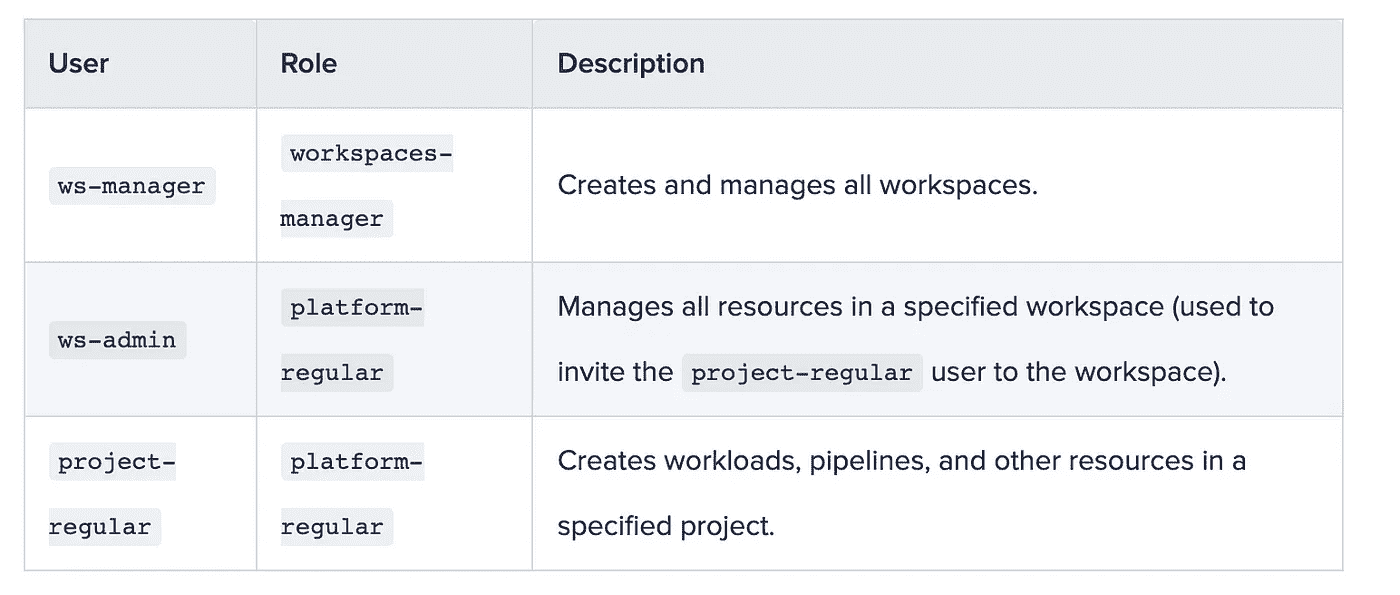 User Role Description
workspaces-
ws-manager Creates and manages all workspaces.
manager
platform- Manages all resources in a specified workspace (used to
ws-admin
regular invite the project-regular user to the workspace).
project- platform- Creates workloads, pipelines, and other resources in a
regular regular specified project.